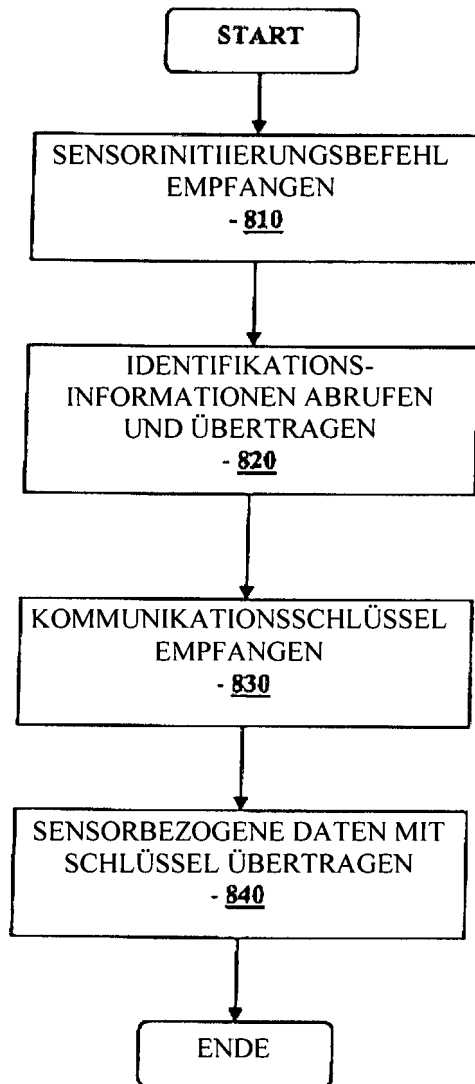 START
SENSORINITIIERUNGSBEFEHL
EMPFANGEN
- 810
IDENTIFIKATIONS-
INFORMATIONEN ABRUFEN
UND ÜBERTRAGEN
- 820
KOMMUNIKATIONSSCHLÜSSEL
EMPFANGEN
- 830
SENSORBEZOGENE DATEN MIT
SCHLÜSSEL ÜBERTRAGEN
- 840
ENDE